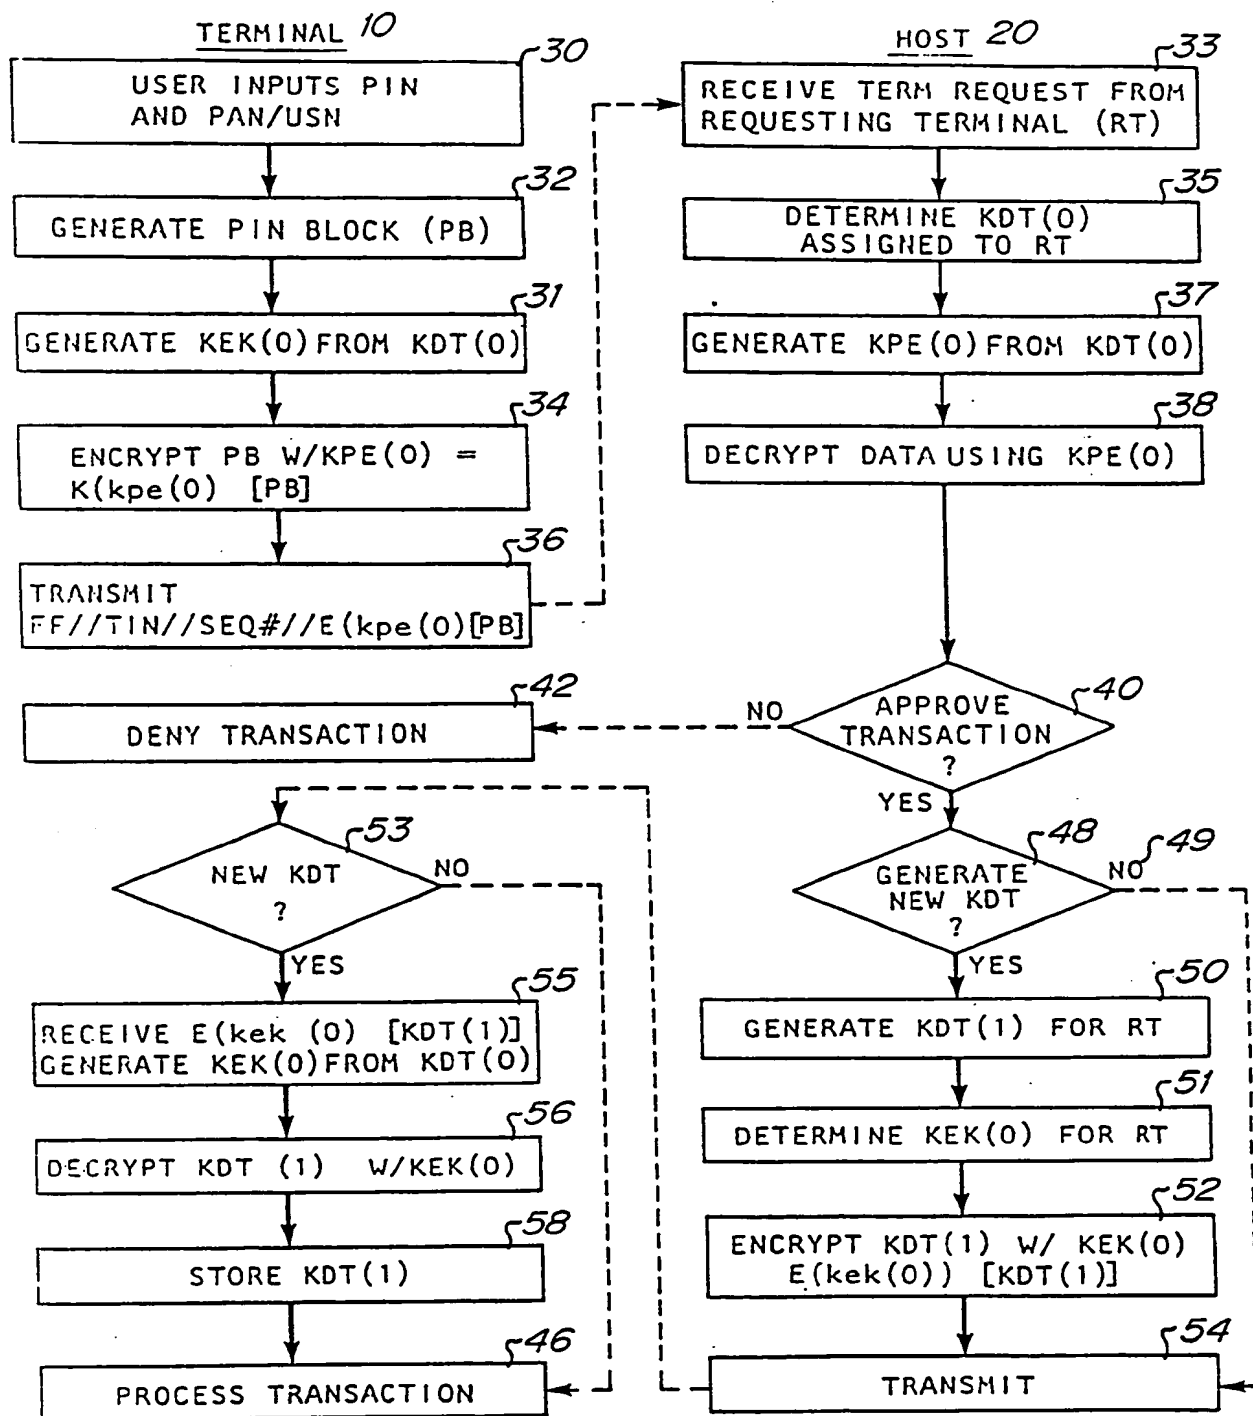 TERMINAL 10
30
USER INPUTS PIN
AND PAN/USN
32
GENERATE PIN BLOCK (PB)
31
GENERATE KEK(0) FROM KDT(0)
34
ENCRYPT PB W/KPE(0) =
K(kpe(0) [PB]
36
TRANSMIT
FF//TIN//SEQ#//E(kpe(0)[PB]
42
DENY TRANSACTION
53
NEW KDT
?
NO
YES
55
RECEIVE E(kek (0) [KDT(1)]
GENERATE KEK(0) FROM KDT(0)
56
DECRYPT KDT (1) W/KEK(0)
58
STORE KDT(1)
46
PROCESS TRANSACTION
HOST 20
33
RECEIVE TERM REQUEST FROM
REQUESTING TERMINAL (RT)
35
DETERMINE KDT(0)
ASSIGNED TO RT
37
GENERATE KPE(0) FROM KDT(0)
38
DECRYPT DATA USING KPE(0)
40
NO
APPROVE
TRANSACTION
?
YES
48
49
GENERATE
NEW KDT
?
NO
YES
50
GENERATE KDT(1) FOR RT
51
DETERMINE KEK(0) FOR RT
52
ENCRYPT KDT(1) W/ KEK(0)
E(kek(0)) [KDT(1)]
54
TRANSMIT